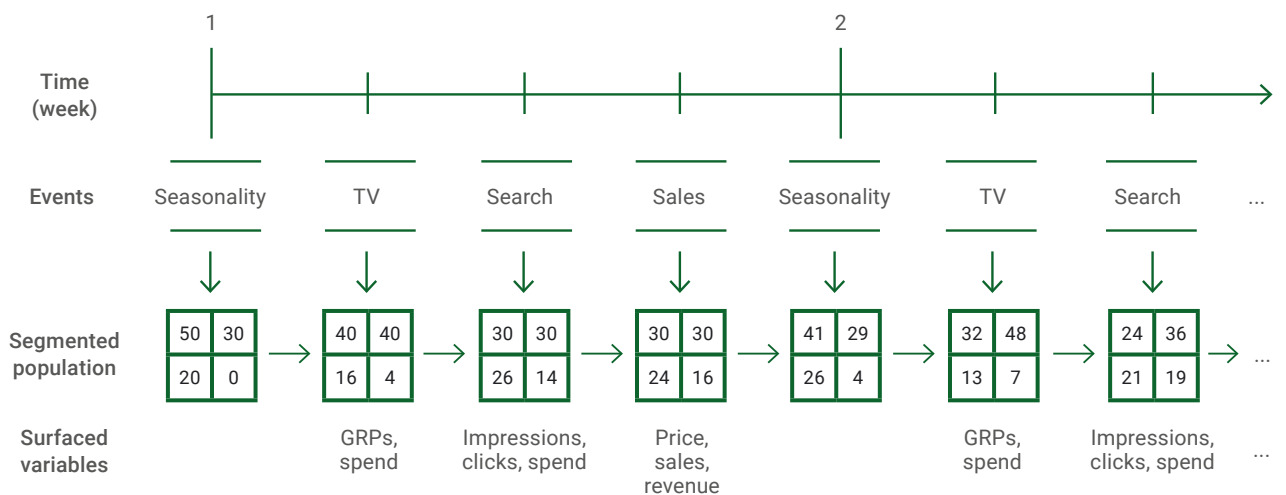 1 2
Time
(week)
Events Seasonality TV Search Sales Seasonality TV Search ...
Segmented
population
50 30 40 40 30 30 30 30 41 29 32 48 24 36
20 0 16 4 26 14 24 16 26 4 13 7 21 19
...
Surfaced
variables
GRPs,
spend
Impressions,
clicks, spend
Price,
sales,
revenue
GRPs,
spend
Impressions,
clicks, spend
...